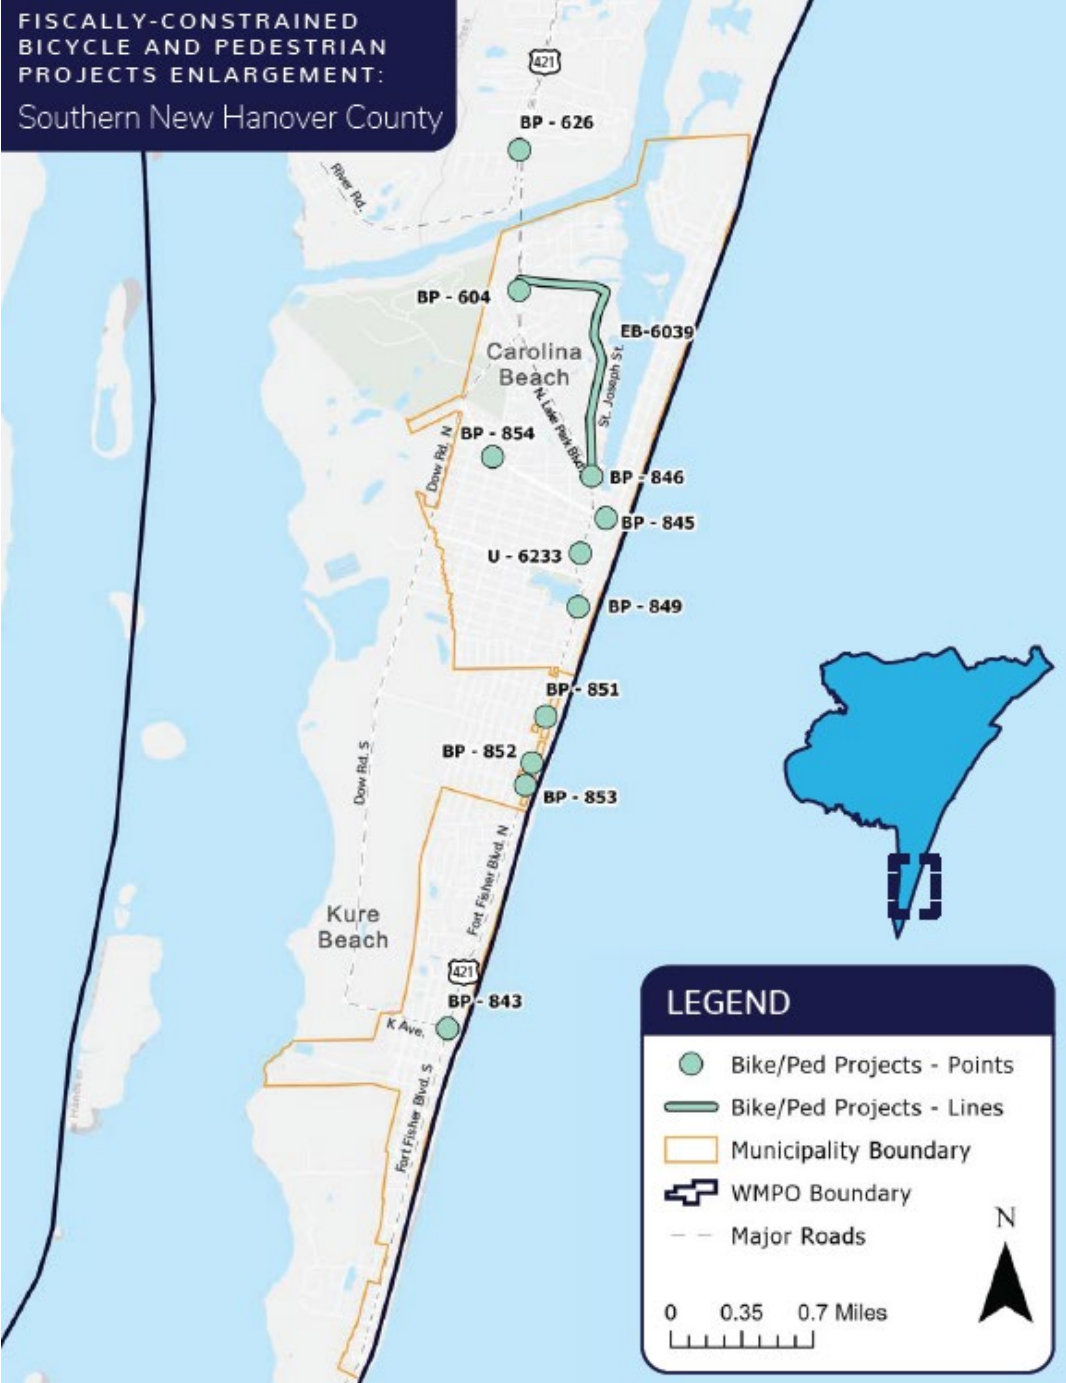 FISCALLY-CONSTRAINED
BICYCLE AND PEDESTRIAN
PROJECTS ENLARGEMENT:
Southern New Hanover County
421
BP - 626
River Rd.
BP - 604
EB-6039
Carolina
Beach
St. Joseph St.
N. Lake Park Blvd.
BP - 854
Dow Rd. N
BP - 846
BP - 845
U - 6233
BP - 849
BP - 851
BP - 852
Dow Rd. S
BP - 853
Fort Fisher Blvd. N
Kure
Beach
421
BP - 843
K Ave.
Fort Fisher Blvd. S
Hanover
LEGEND
Bike/Ped Projects - Points
Bike/Ped Projects - Lines
Municipality Boundary
WMPO Boundary
Major Roads
N
0 0.35 0.7 Miles